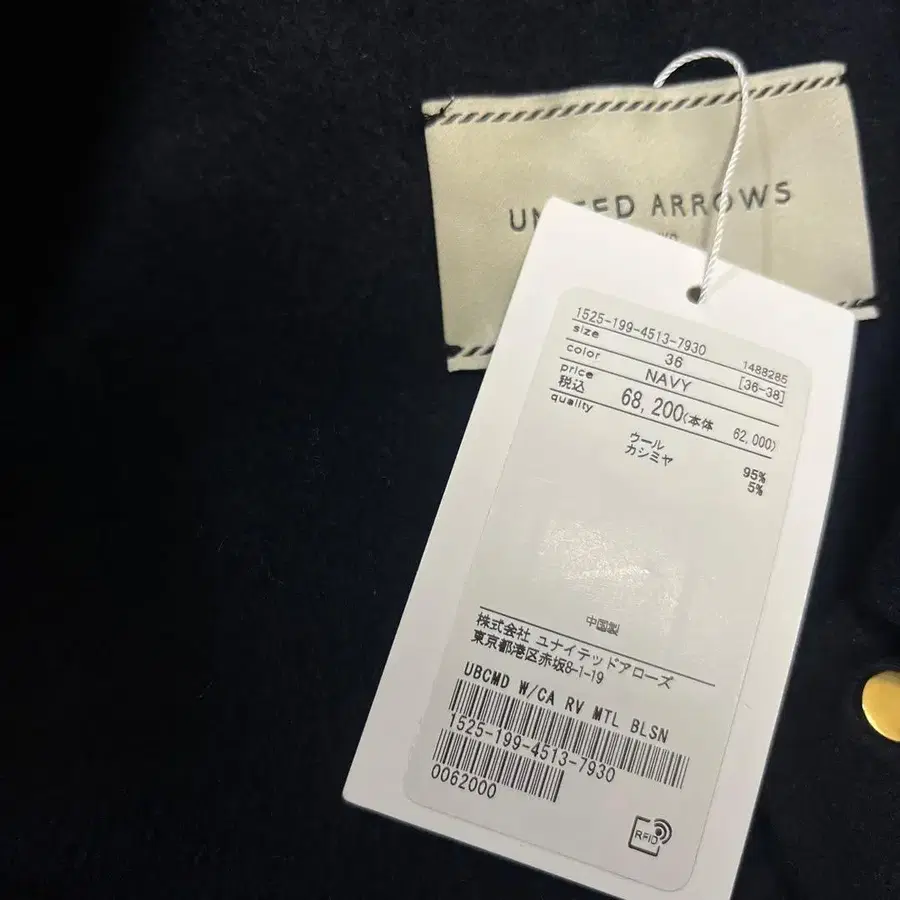 ARROWS
1525-199-4513-7930
1488285
size 36 [36-38]
color NAVY
price
税込 68,200(本体 62,000)
quality
ウール 95%
カシミヤ 5%
中国製
株式会社 ユナイテッドアローズ
東京都港区赤坂8-1-19
UBCMD W/CA RV MTL BLSN
1525-199-4513-7930
0062000
RFID